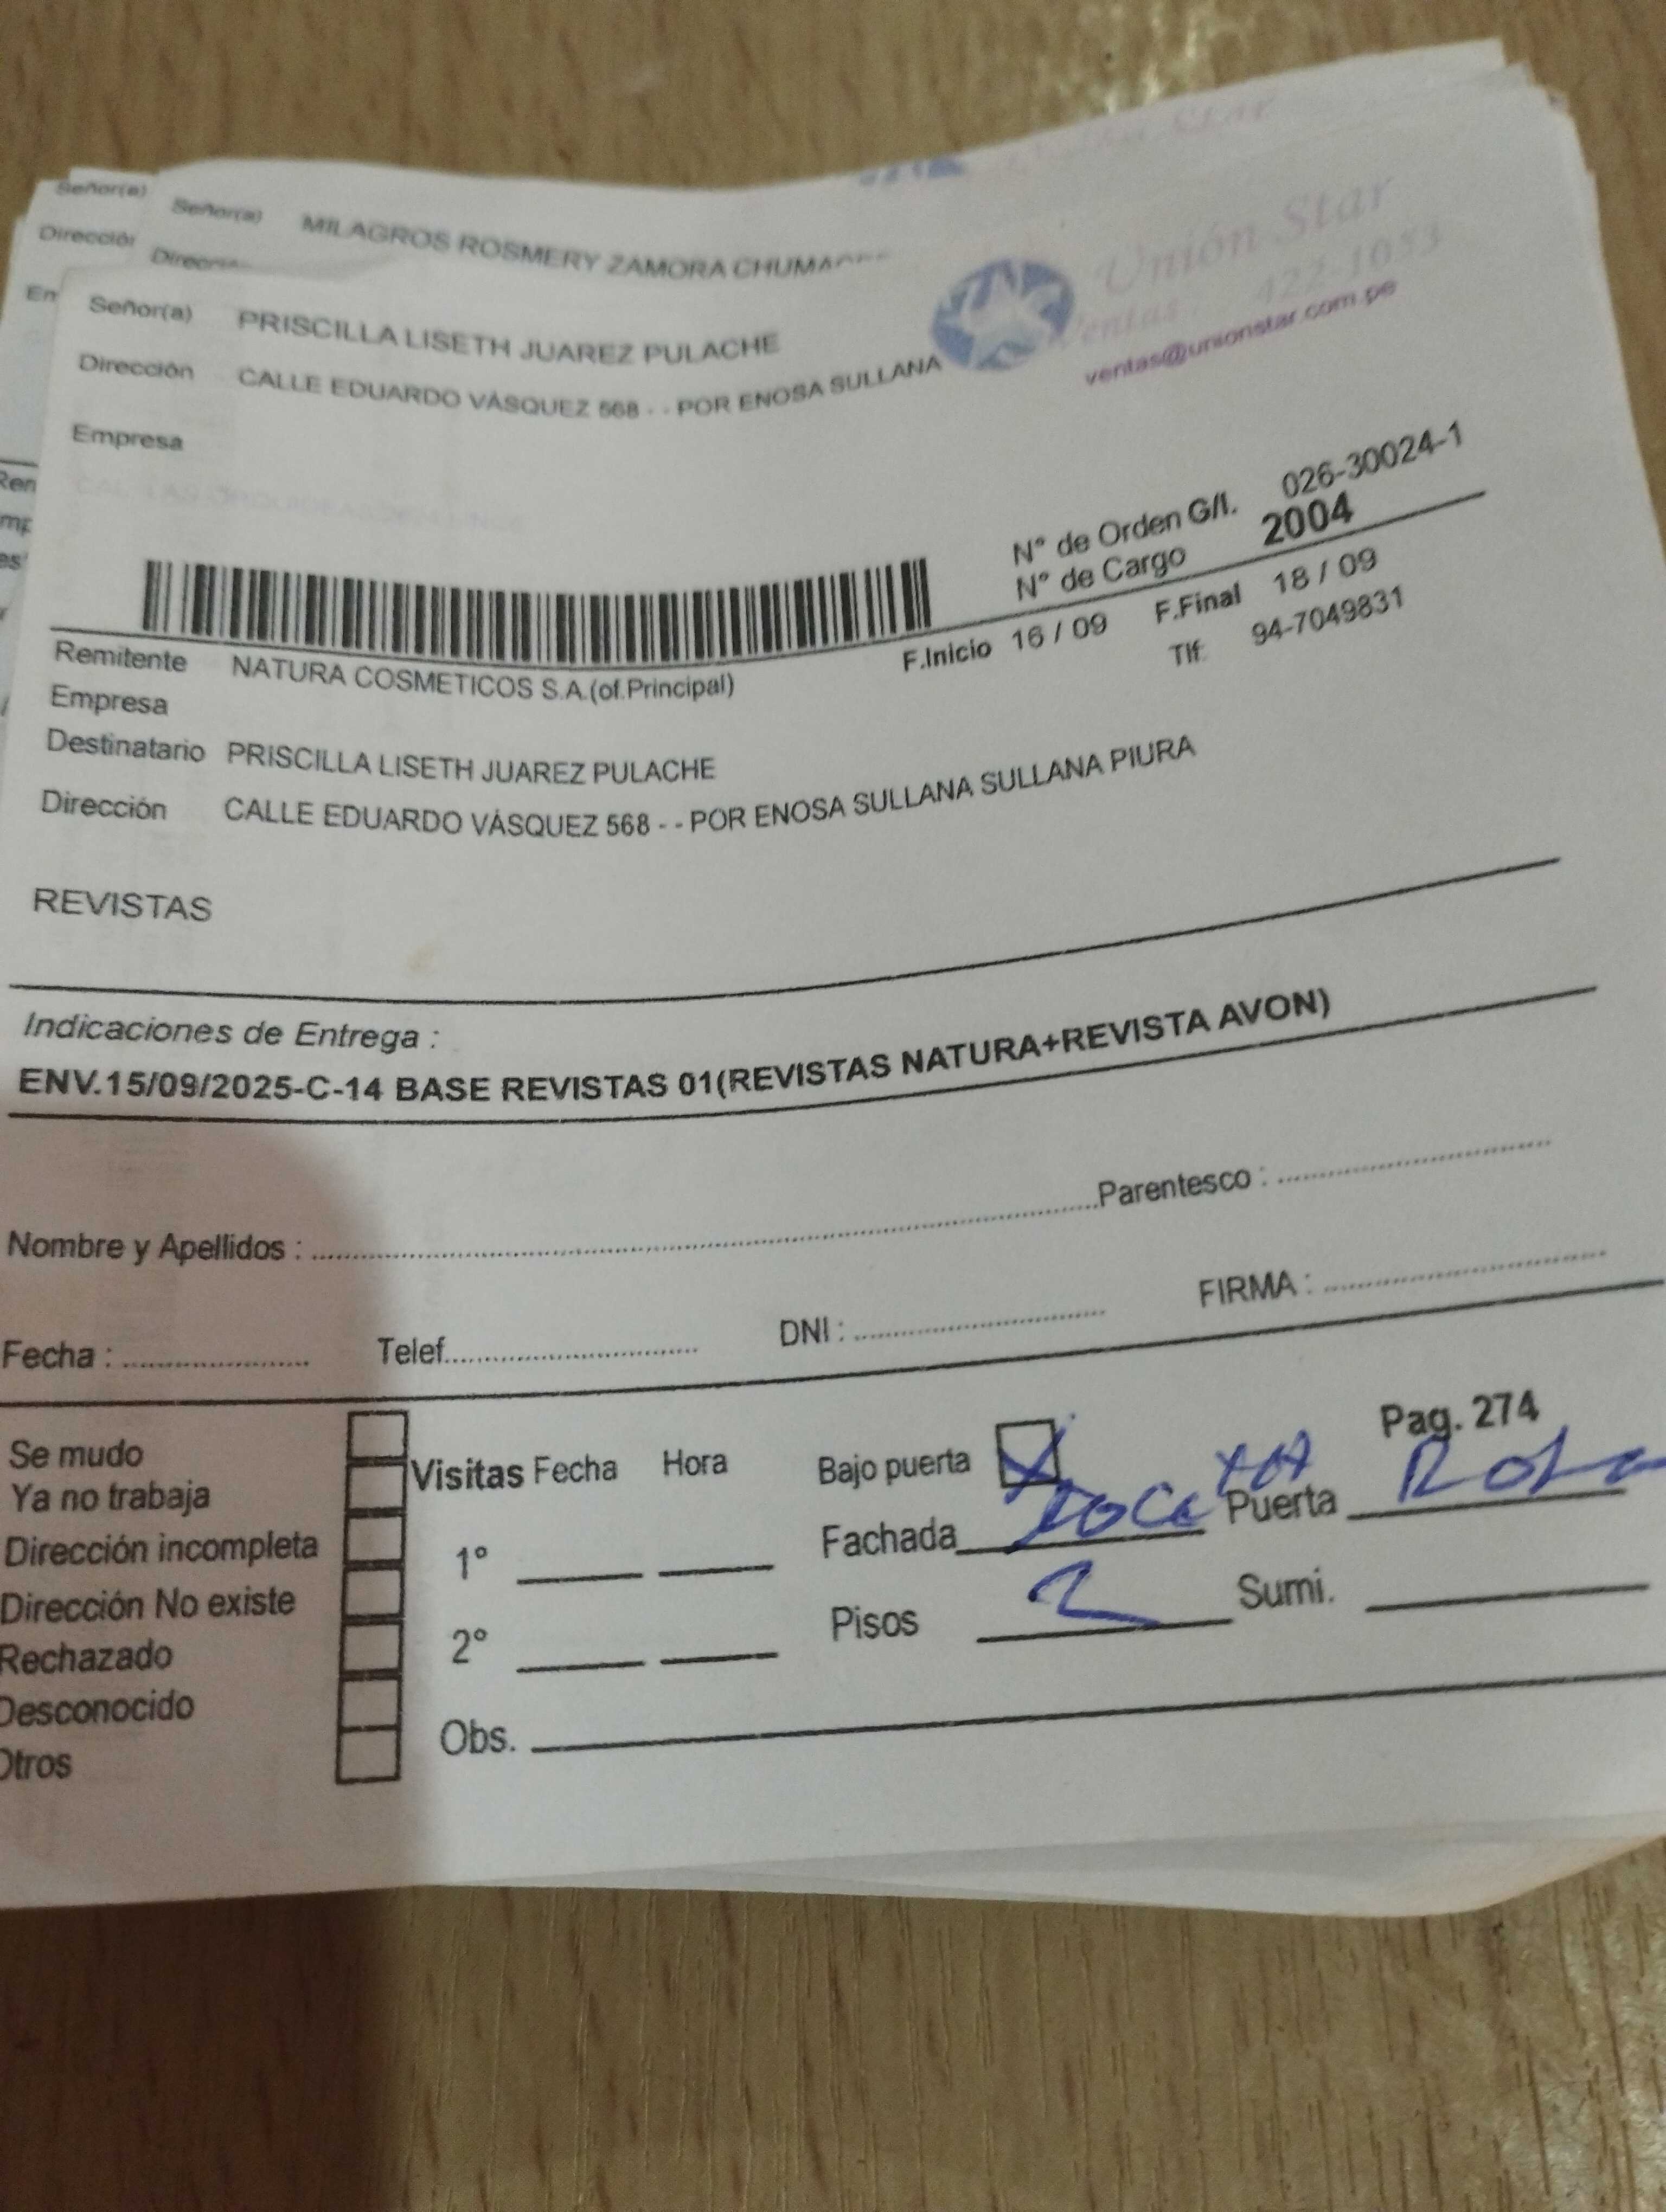 Señor(a)
Señor(a) MILAGROS ROSMERY ZAMORA
Dirección
Señor(a) PRISCILLA LISETH JUAREZ PULACHE
Dirección CALLE EDUARDO VÁSQUEZ 568 - - POR ENOSA SULLANA
Empresa
Unión Star
Ventas: 422-1053
ventas@unionstar.com.pe
N° de Orden G/I. 026-30024-1
N° de Cargo 2004
F.Inicio 16 / 09 F.Final 18 / 09
Tlf: 94-7049831
Remitente NATURA COSMETICOS S.A.(of.Principal)
Empresa
Destinatario PRISCILLA LISETH JUAREZ PULACHE
Dirección CALLE EDUARDO VÁSQUEZ 568 - - POR ENOSA SULLANA SULLANA PIURA
REVISTAS
Indicaciones de Entrega :
ENV.15/09/2025-C-14 BASE REVISTAS 01(REVISTAS NATURA+REVISTA AVON)
Nombre y Apellidos : Parentesco :
Fecha : Telef. DNI : FIRMA :
Pag. 274
Se mudo
Ya no trabaja
Dirección incompleta
Dirección No existe
Rechazado
Desconocido
Otros
Visitas Fecha Hora
1°
2°
Obs.
Bajo puerta X
Fachada Puerta
Pisos 2 Sumi.